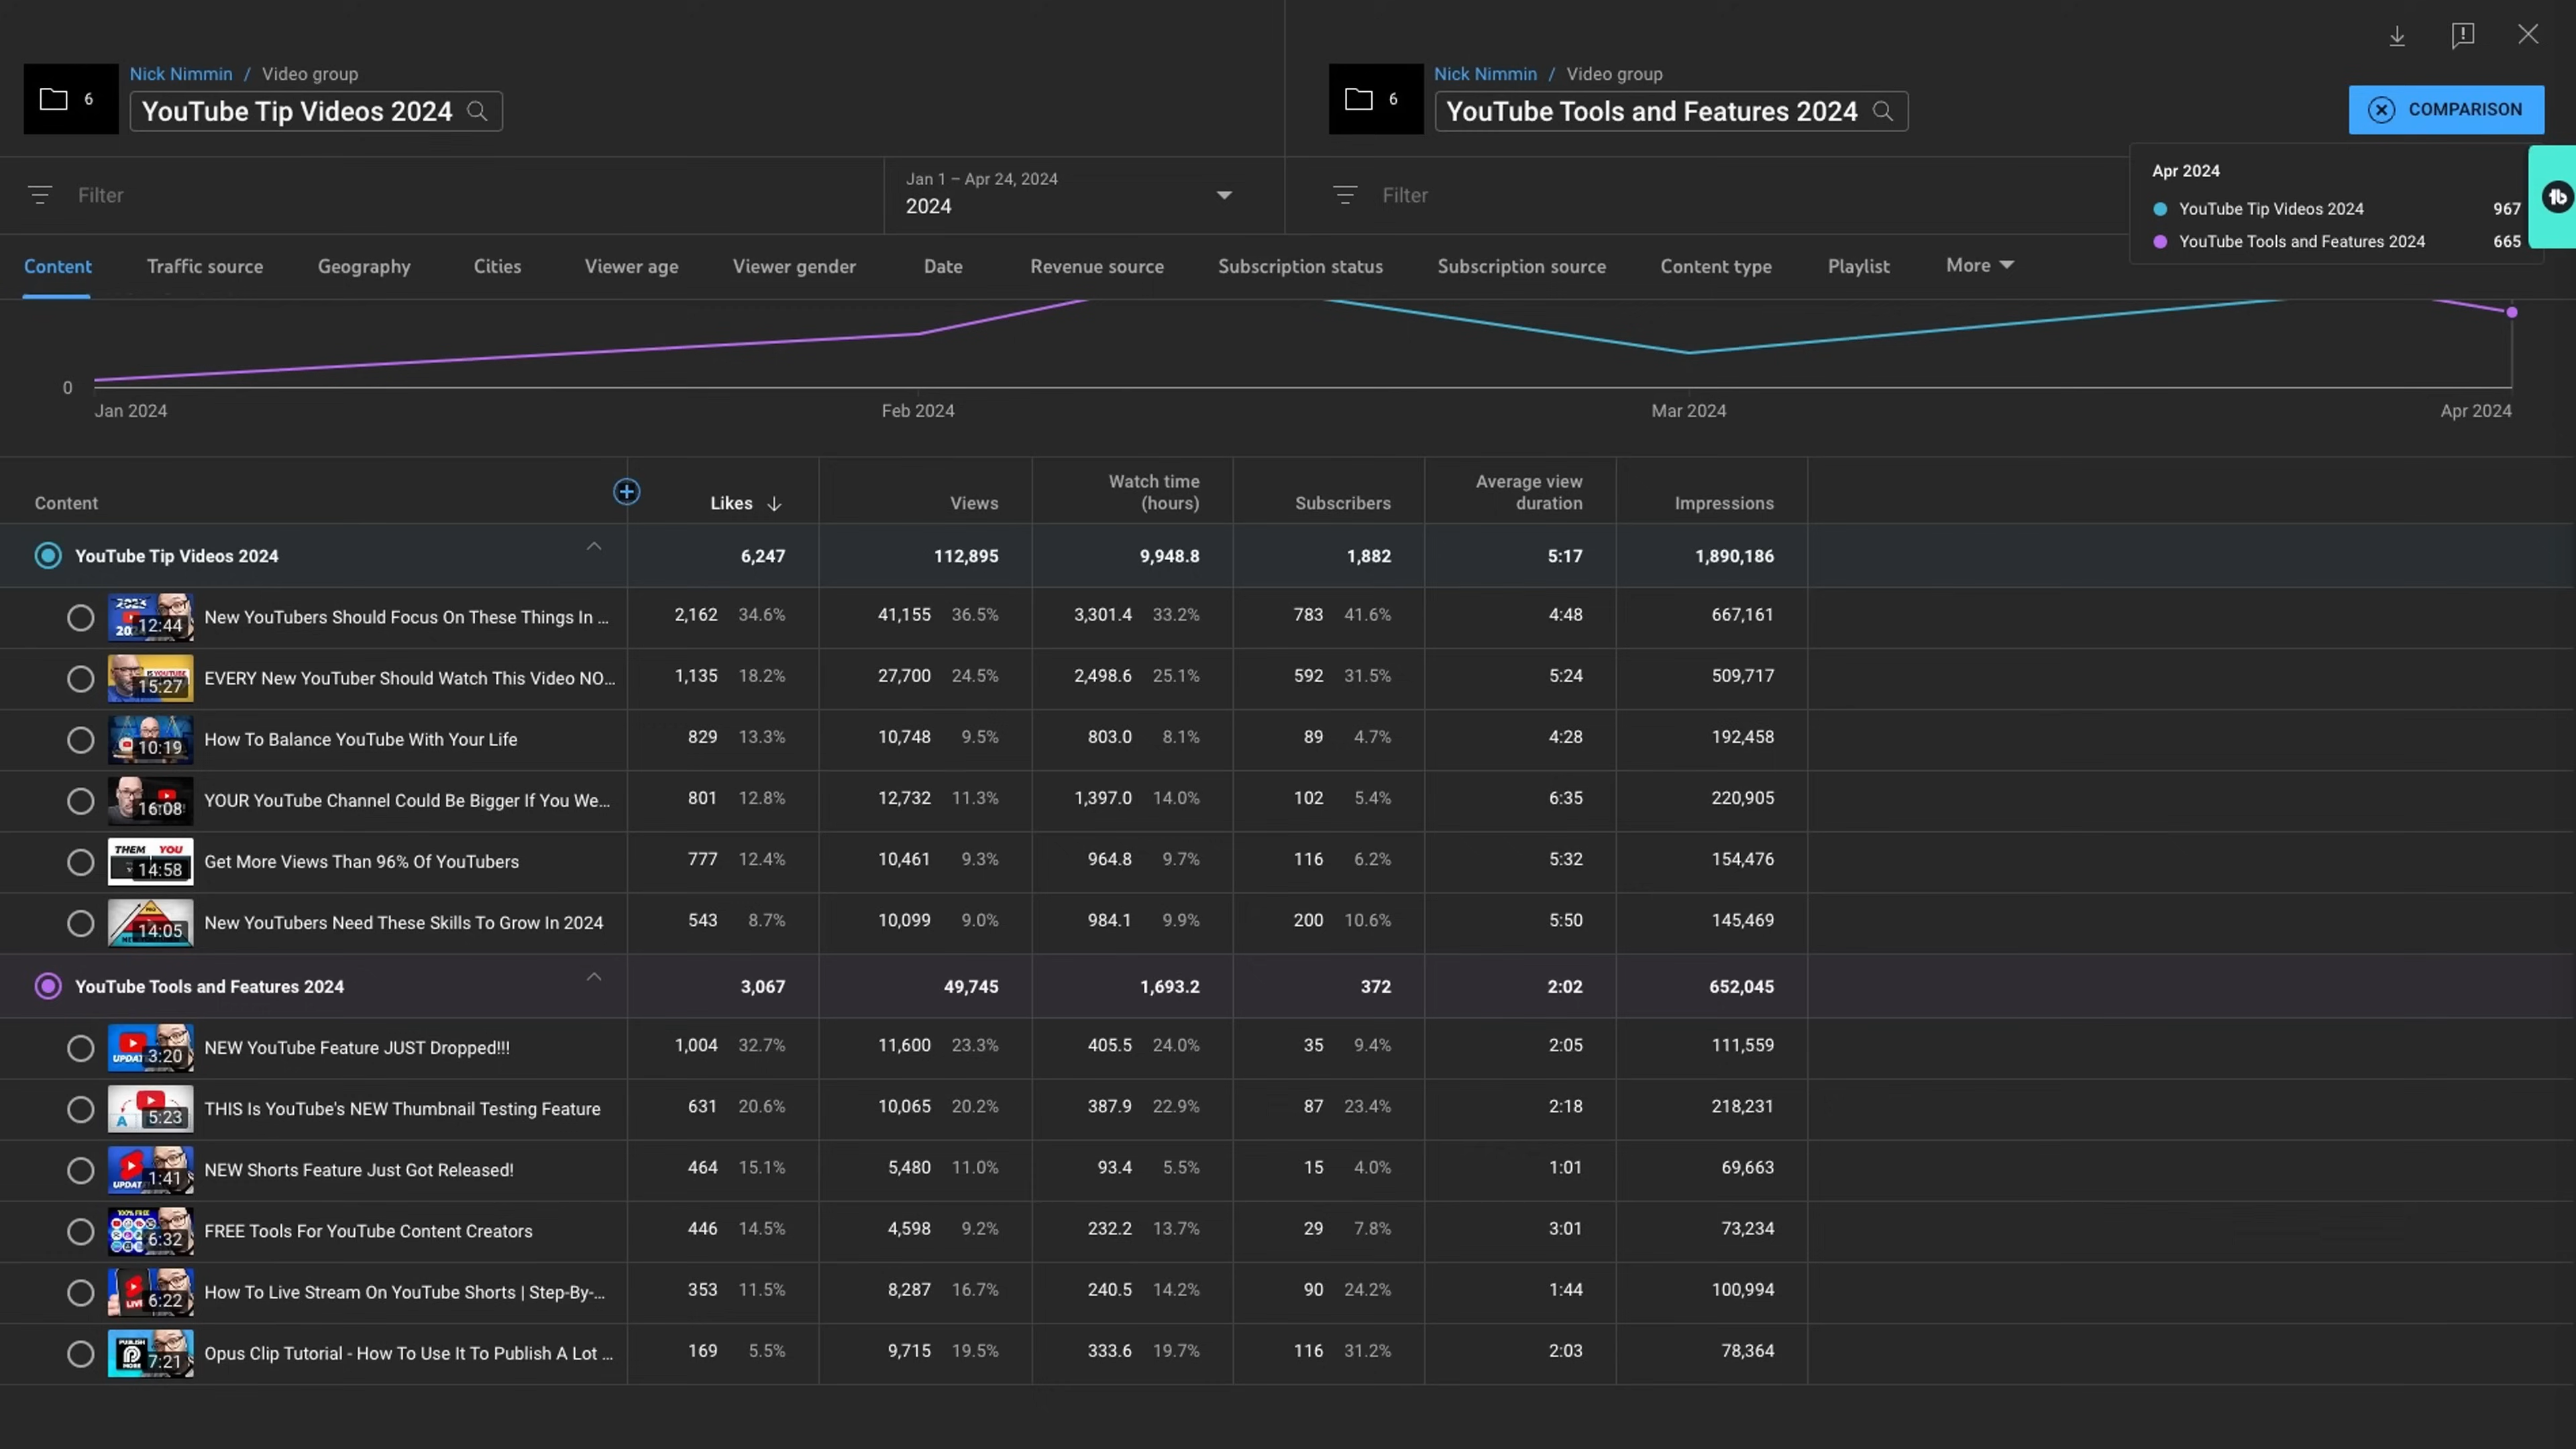 Nick Nimmin / Video group
6
YouTube Tip Videos 2024
Nick Nimmin / Video group
6
YouTube Tools and Features 2024
COMPARISON
Filter
Jan 1 – Apr 24, 2024
2024
Filter
Apr 2024
YouTube Tip Videos 2024 967
YouTube Tools and Features 2024 665
Content Traffic source Geography Cities Viewer age Viewer gender Date Revenue source Subscription status Subscription source Content type Playlist More
0
Jan 2024 Feb 2024 Mar 2024 Apr 2024
Content Likes Views Watch time (hours) Subscribers Average view duration Impressions
YouTube Tip Videos 2024 6,247 112,895 9,948.8 1,882 5:17 1,890,186
12:44 New YouTubers Should Focus On These Things In ... 2,162 34.6% 41,155 36.5% 3,301.4 33.2% 783 41.6% 4:48 667,161
15:27 EVERY New YouTuber Should Watch This Video NO... 1,135 18.2% 27,700 24.5% 2,498.6 25.1% 592 31.5% 5:24 509,717
10:19 How To Balance YouTube With Your Life 829 13.3% 10,748 9.5% 803.0 8.1% 89 4.7% 4:28 192,458
16:08 YOUR YouTube Channel Could Be Bigger If You We... 801 12.8% 12,732 11.3% 1,397.0 14.0% 102 5.4% 6:35 220,905
THEM YOU
14:58 Get More Views Than 96% Of YouTubers 777 12.4% 10,461 9.3% 964.8 9.7% 116 6.2% 5:32 154,476
14:05 New YouTubers Need These Skills To Grow In 2024 543 8.7% 10,099 9.0% 984.1 9.9% 200 10.6% 5:50 145,469
YouTube Tools and Features 2024 3,067 49,745 1,693.2 372 2:02 652,045
3:20 NEW YouTube Feature JUST Dropped!!! 1,004 32.7% 11,600 23.3% 405.5 24.0% 35 9.4% 2:05 111,559
A 5:23 THIS Is YouTube's NEW Thumbnail Testing Feature 631 20.6% 10,065 20.2% 387.9 22.9% 87 23.4% 2:18 218,231
1:41 NEW Shorts Feature Just Got Released! 464 15.1% 5,480 11.0% 93.4 5.5% 15 4.0% 1:01 69,663
100% FREE
6:32 FREE Tools For YouTube Content Creators 446 14.5% 4,598 9.2% 232.2 13.7% 29 7.8% 3:01 73,234
LIVE 6:22 How To Live Stream On YouTube Shorts | Step-By-... 353 11.5% 8,287 16.7% 240.5 14.2% 90 24.2% 1:44 100,994
PUBLISH
MORE 7:21 Opus Clip Tutorial - How To Use It To Publish A Lot ... 169 5.5% 9,715 19.5% 333.6 19.7% 116 31.2% 2:03 78,364